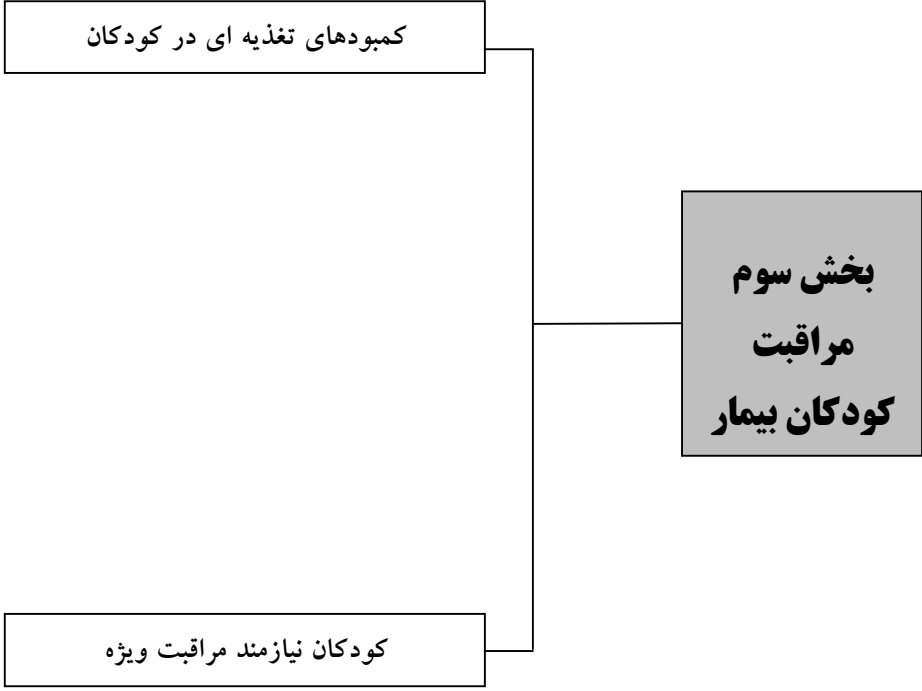 کمبودهای تغذیه ای در کودکان
بخش سوم
مراقبت
کودکان بیمار
کودکان نیازمند مراقبت ویژه